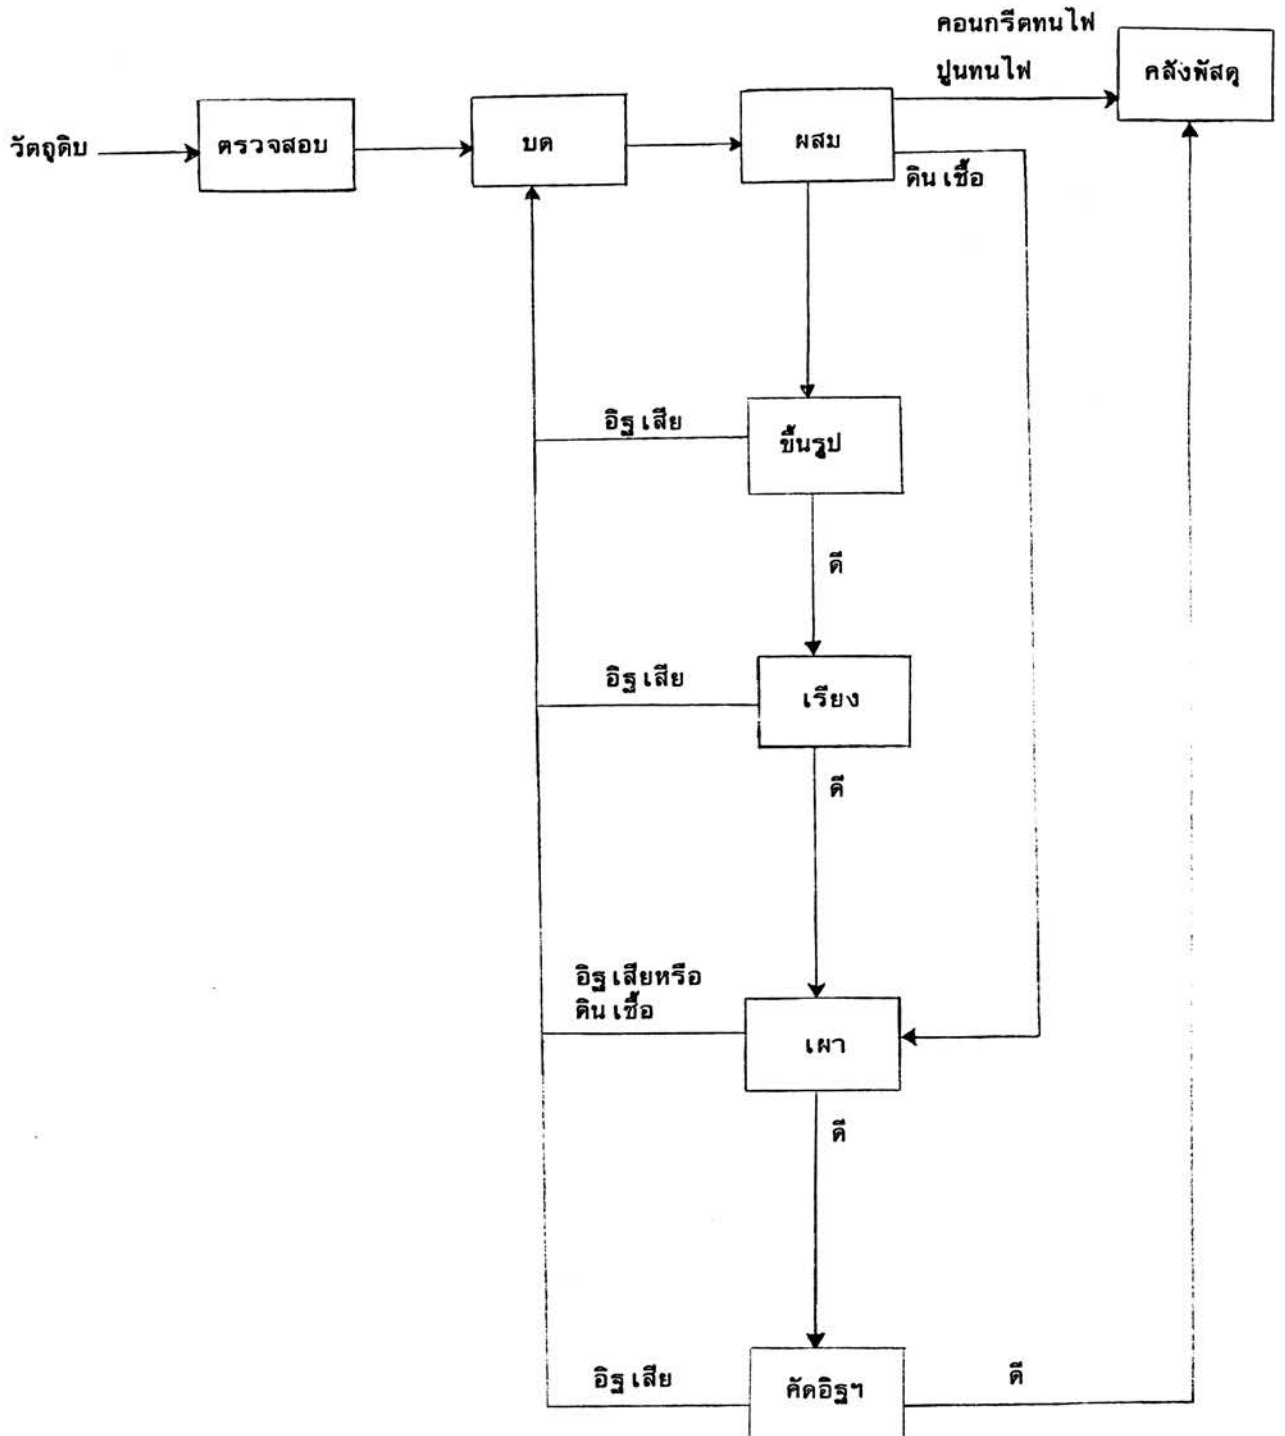 คอนกรีตทนไฟ
ปูนทนไฟ
คลังพัสดุ
วัตถูดิบ
ตรวจสอบ
บด
ผสม
ดินเชื้อ
อิฐเสีย
ขึ้นรูป
ดี
อิฐเสีย
เรียง
ดี
อิฐเสียหรือ
ดินเชื้อ
เผา
ดี
อิฐเสีย
คัดอิฐฯ
ดี